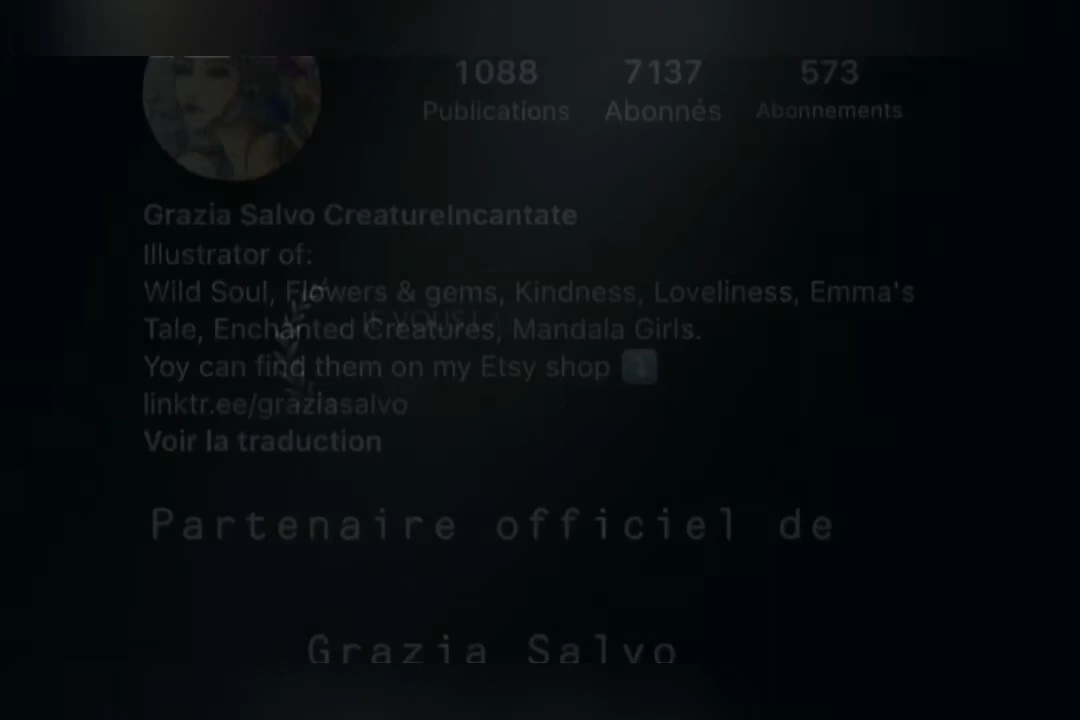 1088 7137 573
Publications Abonnés Abonnements
Grazia Salvo CreatureIncantate
Illustrator of:
Wild Soul, Flowers & gems, Kindness, Loveliness, Emma's
Tale, Enchanted Creatures, Mandala Girls.
Yoy can find them on my Etsy shop
linktr.ee/graziasalvo
Voir la traduction
Partenaire officiel de
Grazia Salvo